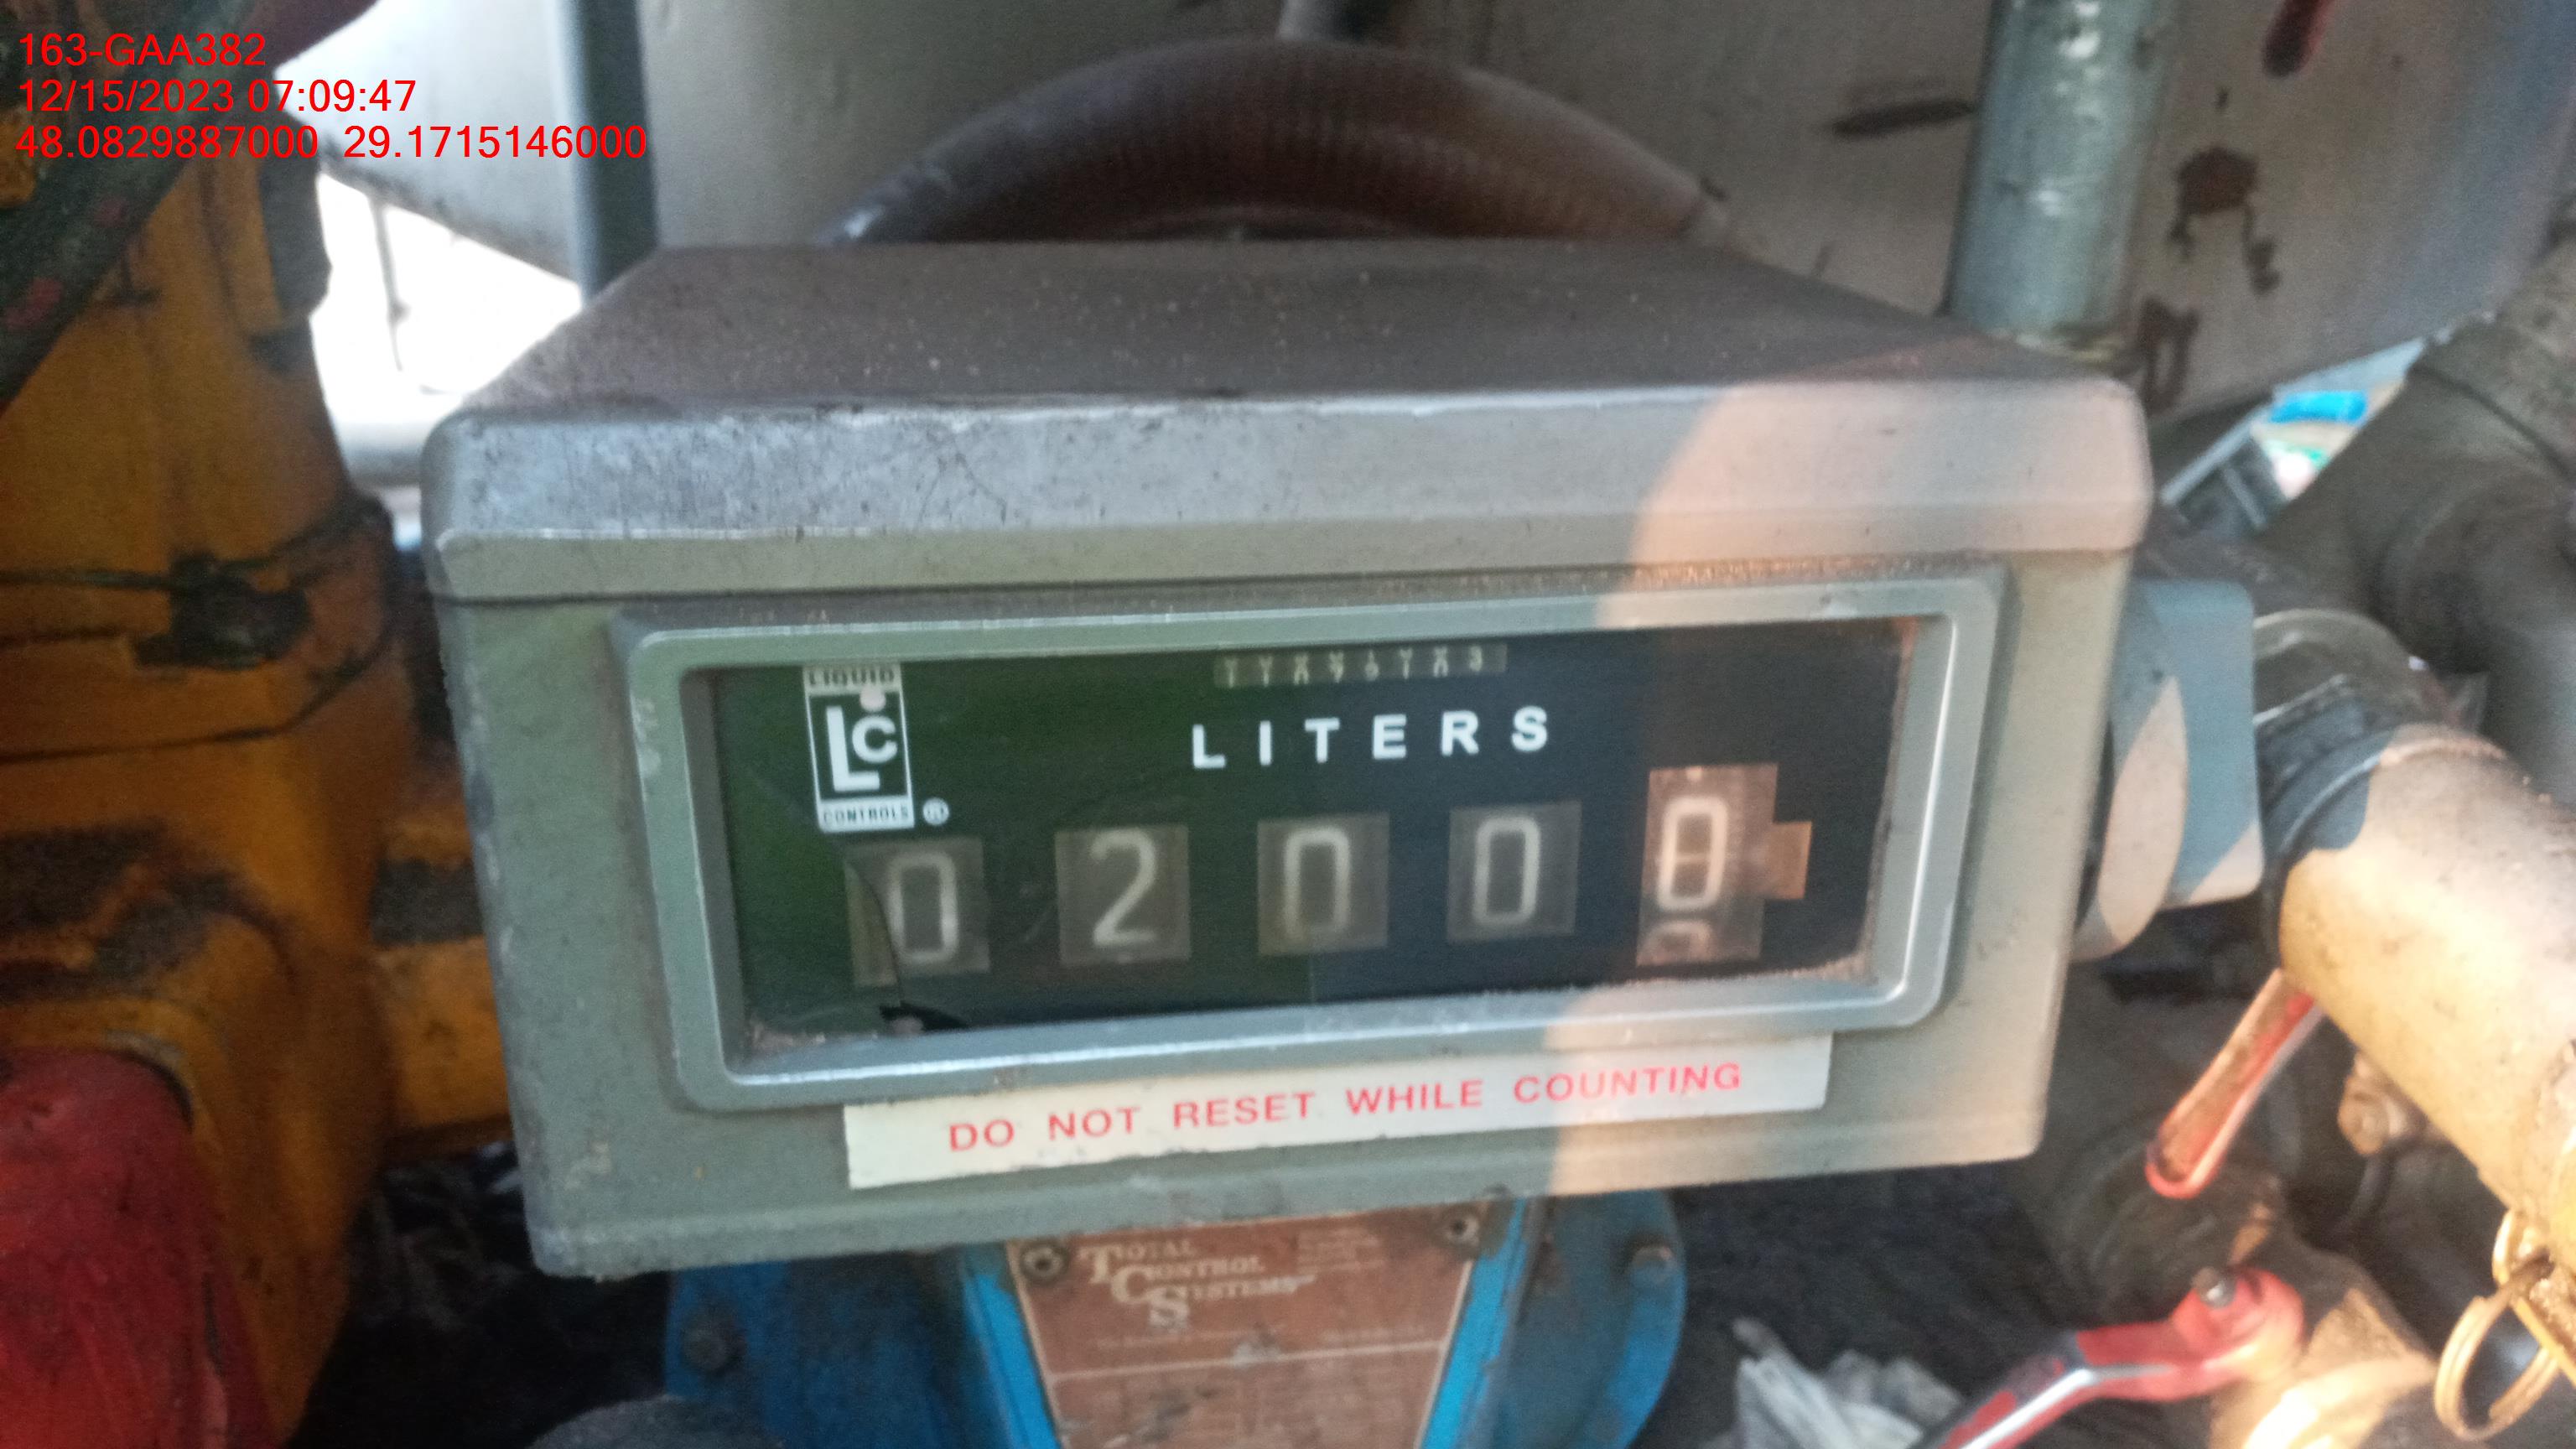 163-GAA382
12/15/2023 07:09:47
48.0829887000 29.1715146000
LIQUID
LC
CONTROLS ®
LITERS
0 2 0 0 0
DO NOT RESET WHILE COUNTING
TOTAL
CONTROL
SYSTEMS